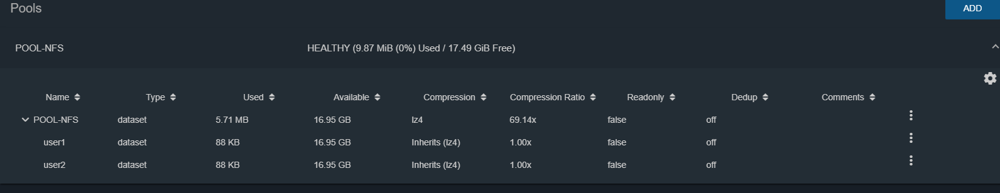 Pools
ADD
POOL-NFS HEALTHY (9.87 MiB (0%) Used / 17.49 GiB Free)
Name Type Used Available Compression Compression Ratio Readonly Dedup Comments
POOL-NFS dataset 5.71 MB 16.95 GB lz4 69.14x false off
user1 dataset 88 KB 16.95 GB Inherits (lz4) 1.00x false off
user2 dataset 88 KB 16.95 GB Inherits (lz4) 1.00x false off